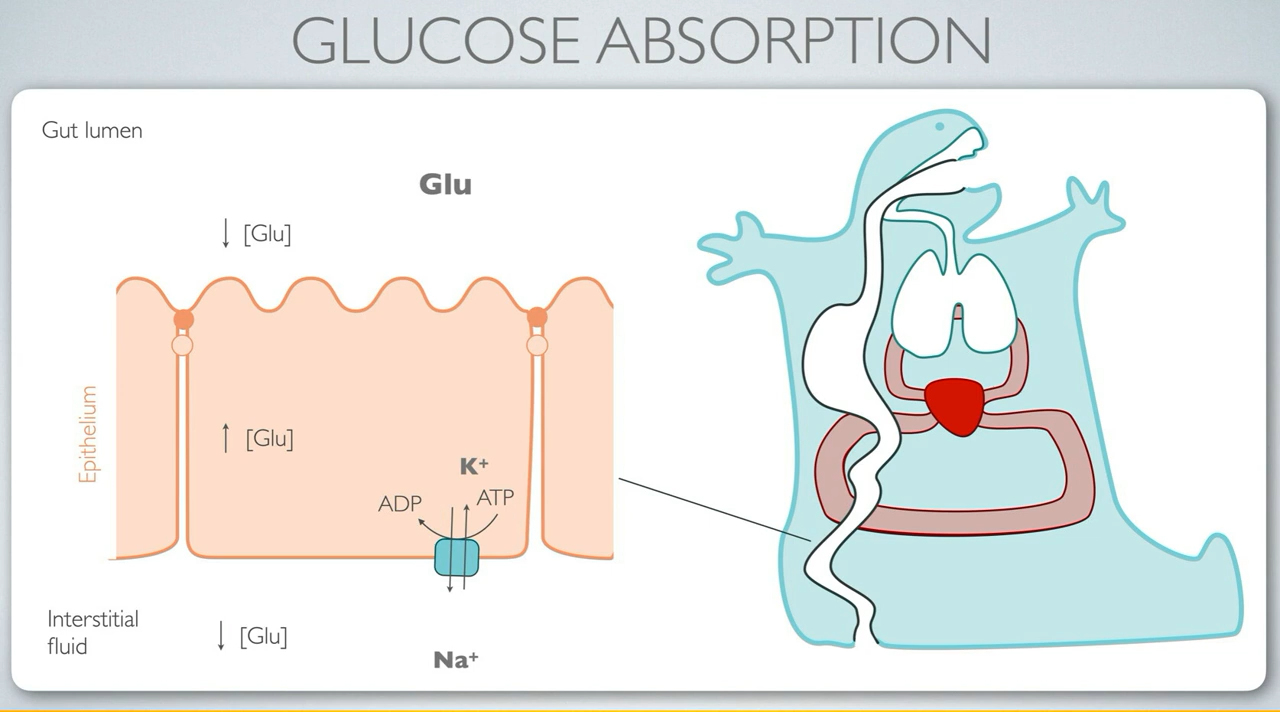 GLUCOSE ABSORPTION
Gut lumen
Glu
↓ [Glu]
Epithelium
↑ [Glu]
K⁺
ADP
ATP
Interstitial
fluid
↓ [Glu]
Na⁺